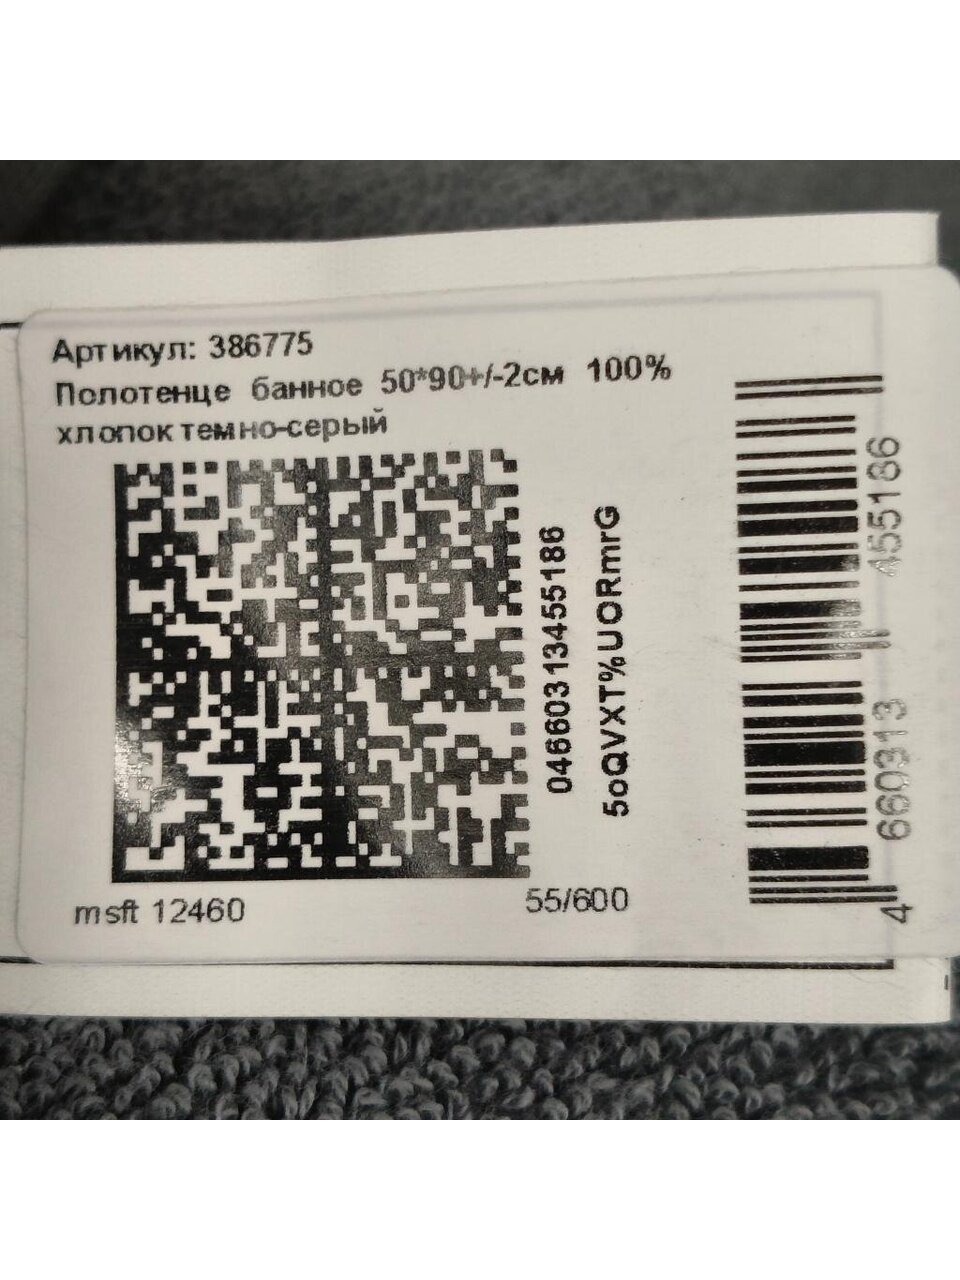 Артикул: 386775
Полотенце банное 50*90+/-2см 100%
хлопок темно-серый
04660313455186
5oQVXT%UORmrG
4 660313 455186
msft 12460
55/600